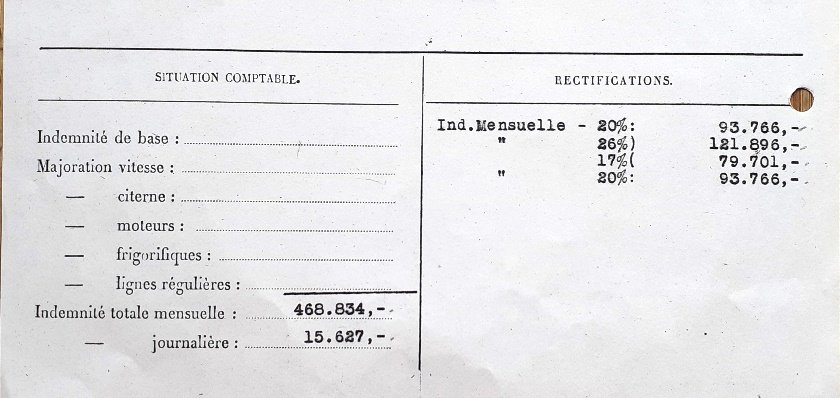 SITUATION COMPTABLE.
Indemnité de base :
Majoration vitesse :
— citerne :
— moteurs :
— frigorifiques :
— lignes régulières :
Indemnité totale mensuelle : 468.834,-
— journalière : 15.627,-
RECTIFICATIONS.
Ind.Mensuelle - 20%: 93.766,-
" 26%) 121.896,-
17%( 79.701,-
" 20%: 93.766,-